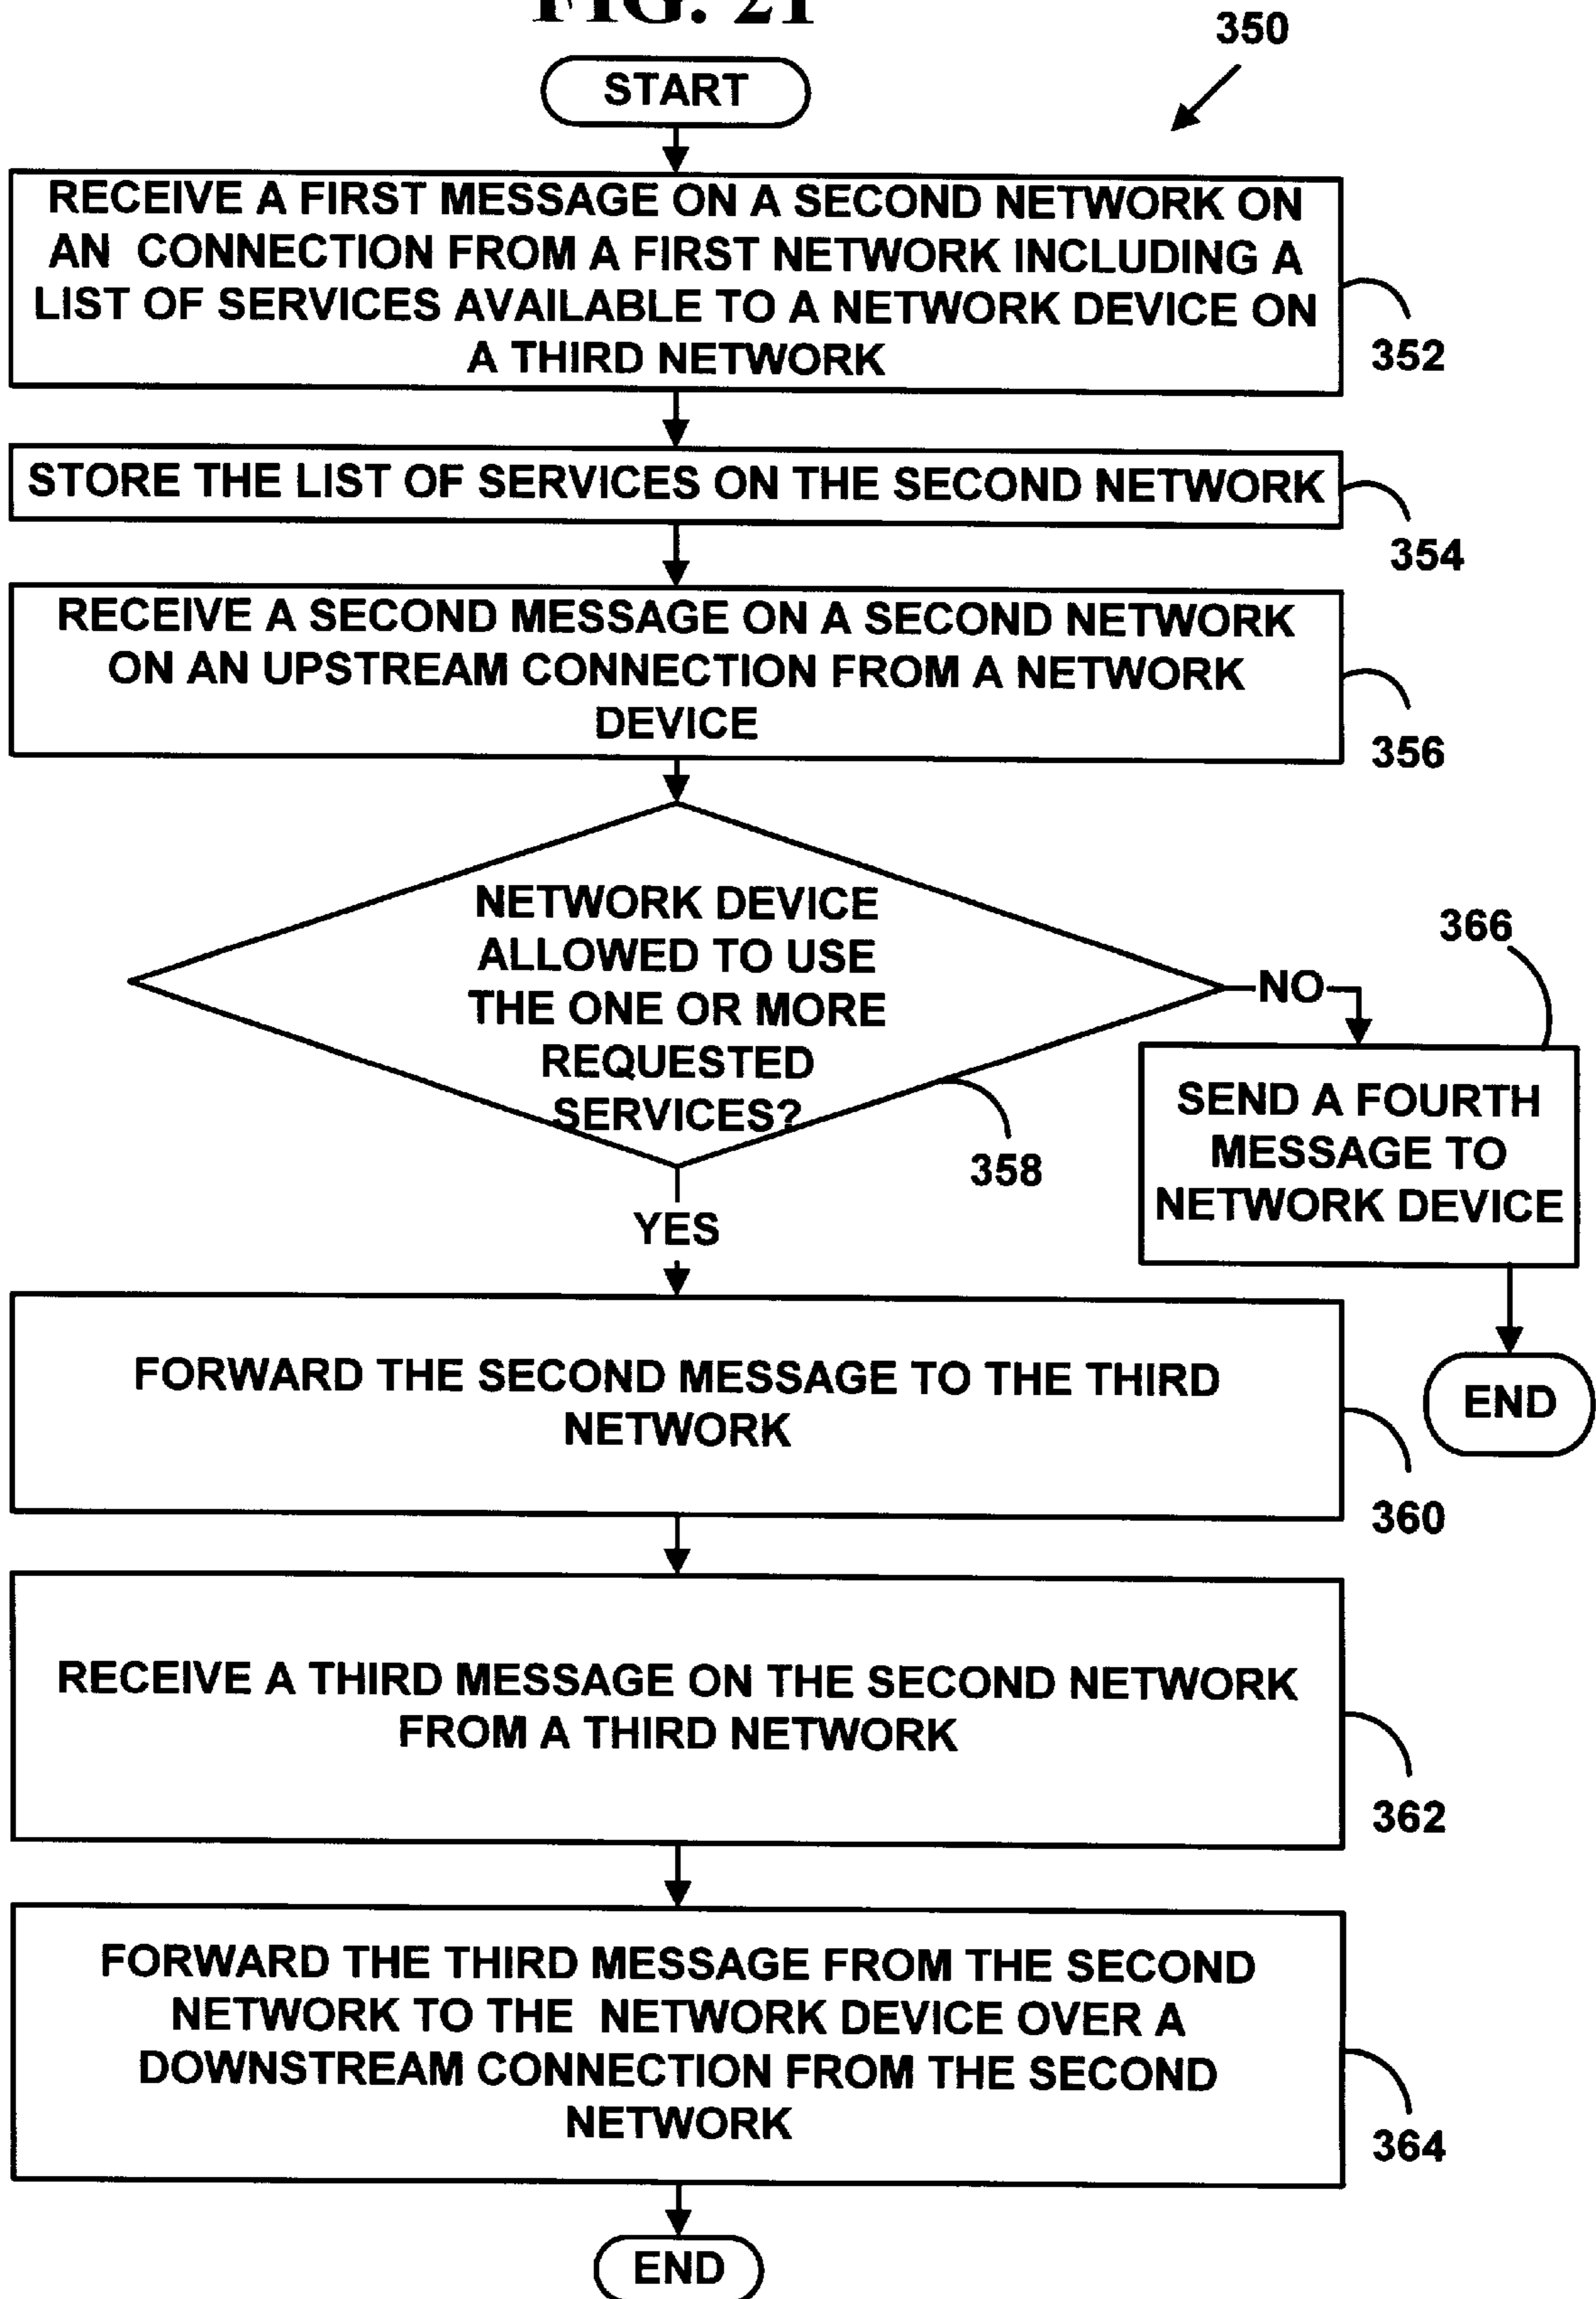 FIG. 21
350
START
RECEIVE A FIRST MESSAGE ON A SECOND NETWORK ON
AN CONNECTION FROM A FIRST NETWORK INCLUDING A
LIST OF SERVICES AVAILABLE TO A NETWORK DEVICE ON
A THIRD NETWORK
352
STORE THE LIST OF SERVICES ON THE SECOND NETWORK
354
RECEIVE A SECOND MESSAGE ON A SECOND NETWORK
ON AN UPSTREAM CONNECTION FROM A NETWORK
DEVICE
356
NETWORK DEVICE
ALLOWED TO USE
THE ONE OR MORE
REQUESTED
SERVICES?
358
NO
366
SEND A FOURTH
MESSAGE TO
NETWORK DEVICE
END
YES
FORWARD THE SECOND MESSAGE TO THE THIRD
NETWORK
360
RECEIVE A THIRD MESSAGE ON THE SECOND NETWORK
FROM A THIRD NETWORK
362
FORWARD THE THIRD MESSAGE FROM THE SECOND
NETWORK TO THE NETWORK DEVICE OVER A
DOWNSTREAM CONNECTION FROM THE SECOND
NETWORK
364
END